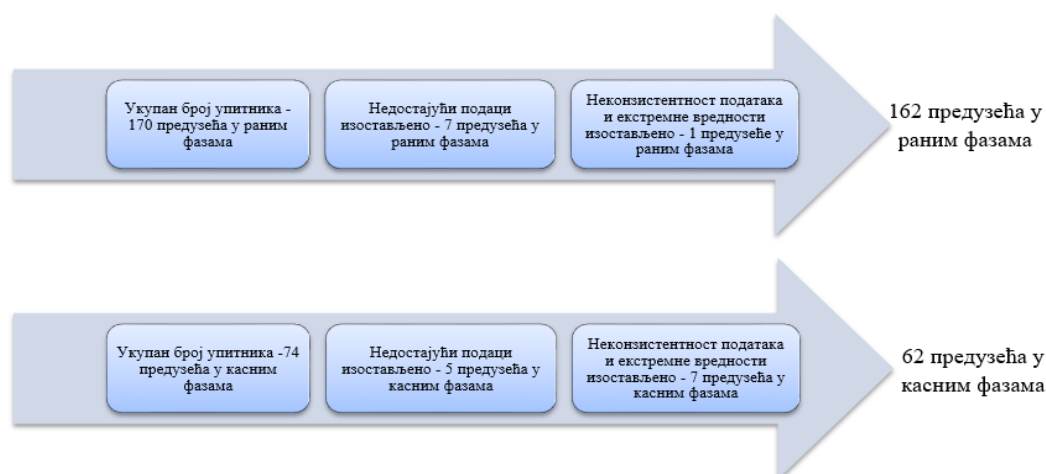 Укупан број упитника -
170 предузећа у раним
фазама
Недостајући подаци
изостављено - 7 предузећа у
раним фазама
Неконзистентност података
и екстремне вредности
изостављено - 1 предузеће у
раним фазама
162 предузећа у
раним фазама
Укупан број упитника -74
предузећа у касним
фазама
Недостајући подаци
изостављено - 5 предузећа у
касним фазама
Неконзистентност података
и екстремне вредности
изостављено - 7 предузећа у
касним фазама
62 предузећа у
касним фазама